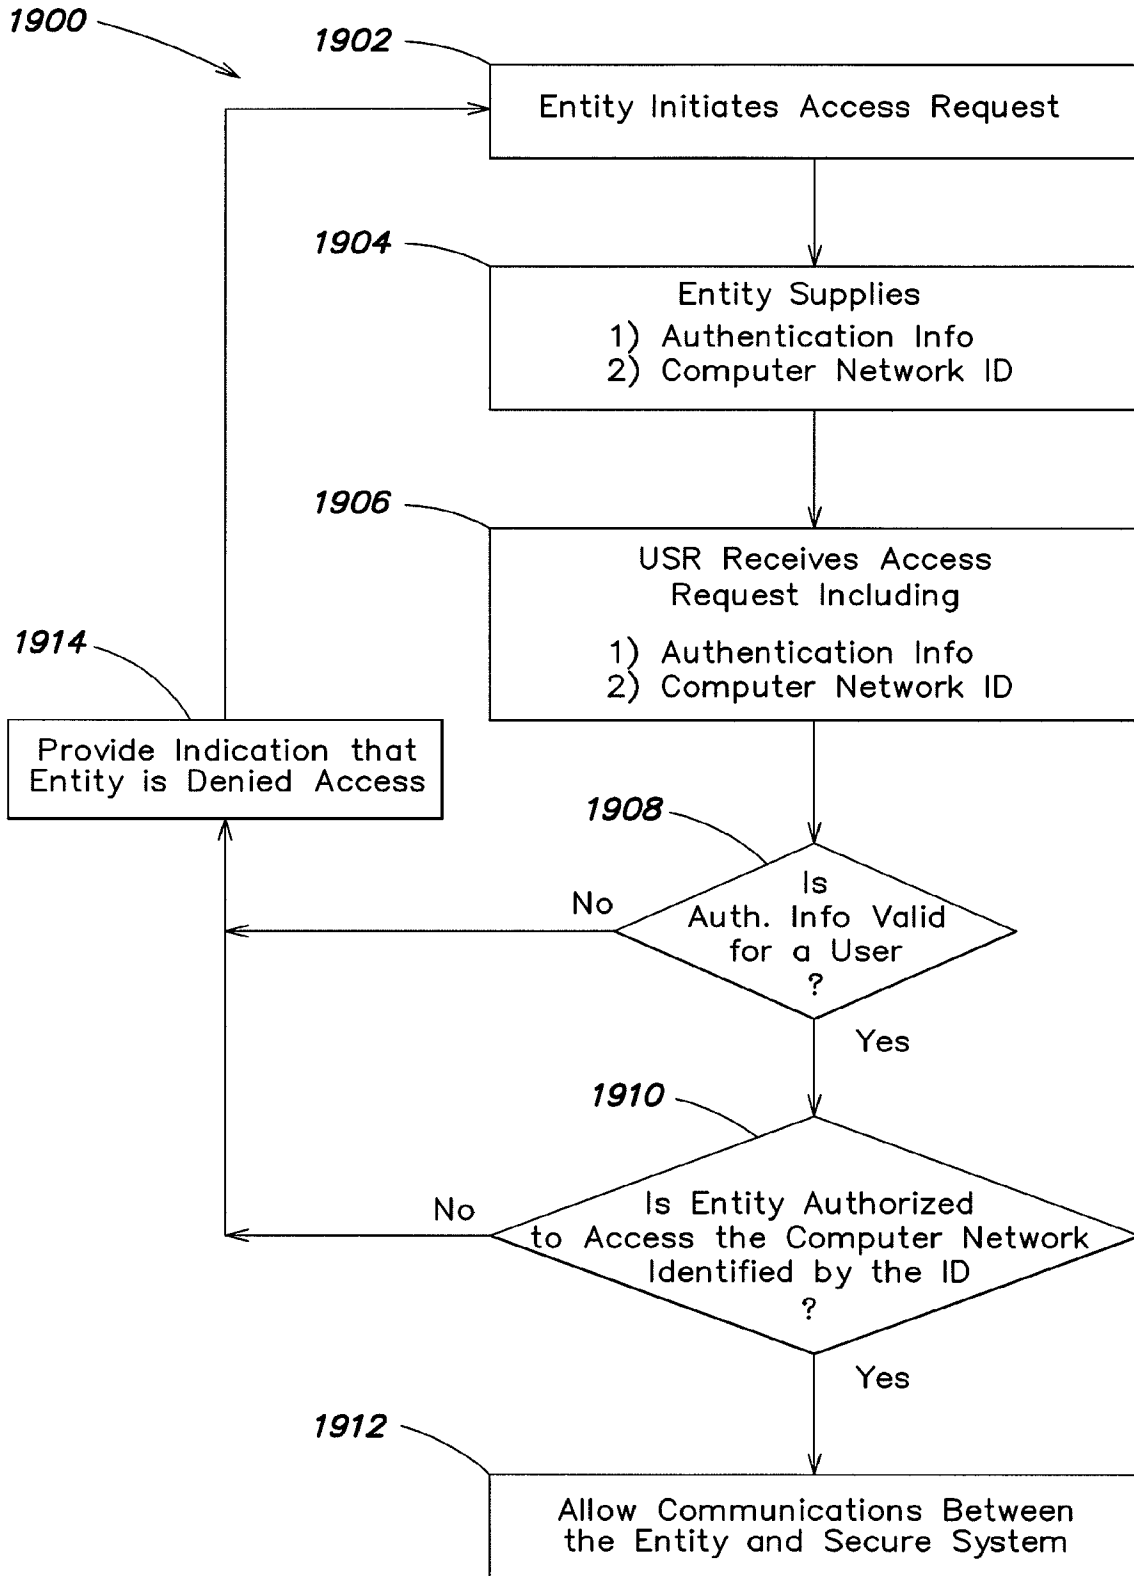 1900
1902
Entity Initiates Access Request
1904
Entity Supplies
1) Authentication Info
2) Computer Network ID
1906
USR Receives Access
Request Including
1) Authentication Info
2) Computer Network ID
1914
Provide Indication that
Entity is Denied Access
1908
Is
Auth. Info Valid
for a User
?
No
Yes
1910
Is Entity Authorized
to Access the Computer Network
Identified by the ID
?
No
Yes
1912
Allow Communications Between
the Entity and Secure System